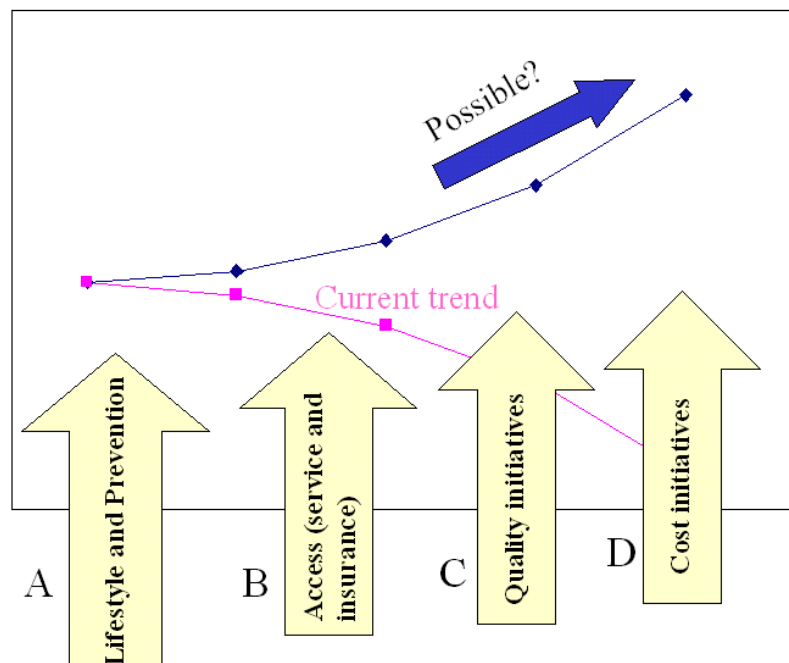 Possible?
Current trend
A
Lifestyle and Prevention
B
Access (service and
insurance)
C
Quality initiatives
D
Cost initiatives